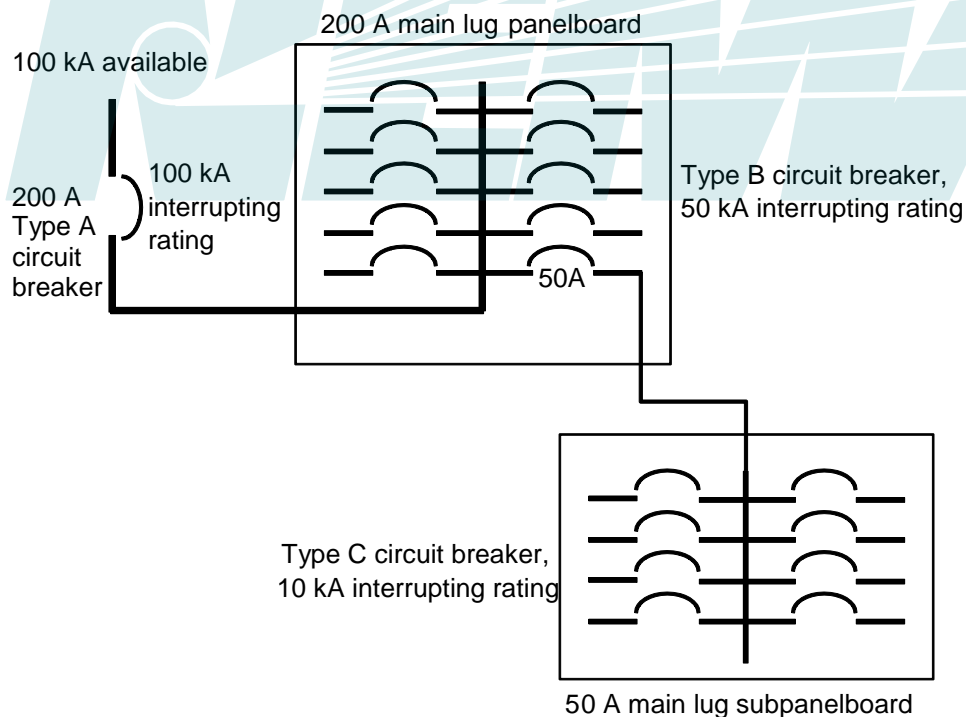 200 A main lug panelboard
100 kA available
100 kA
interrupting
rating
200 A
Type A
circuit
breaker
Type B circuit breaker,
50 kA interrupting rating
50A
Type C circuit breaker,
10 kA interrupting rating
50 A main lug subpanelboard